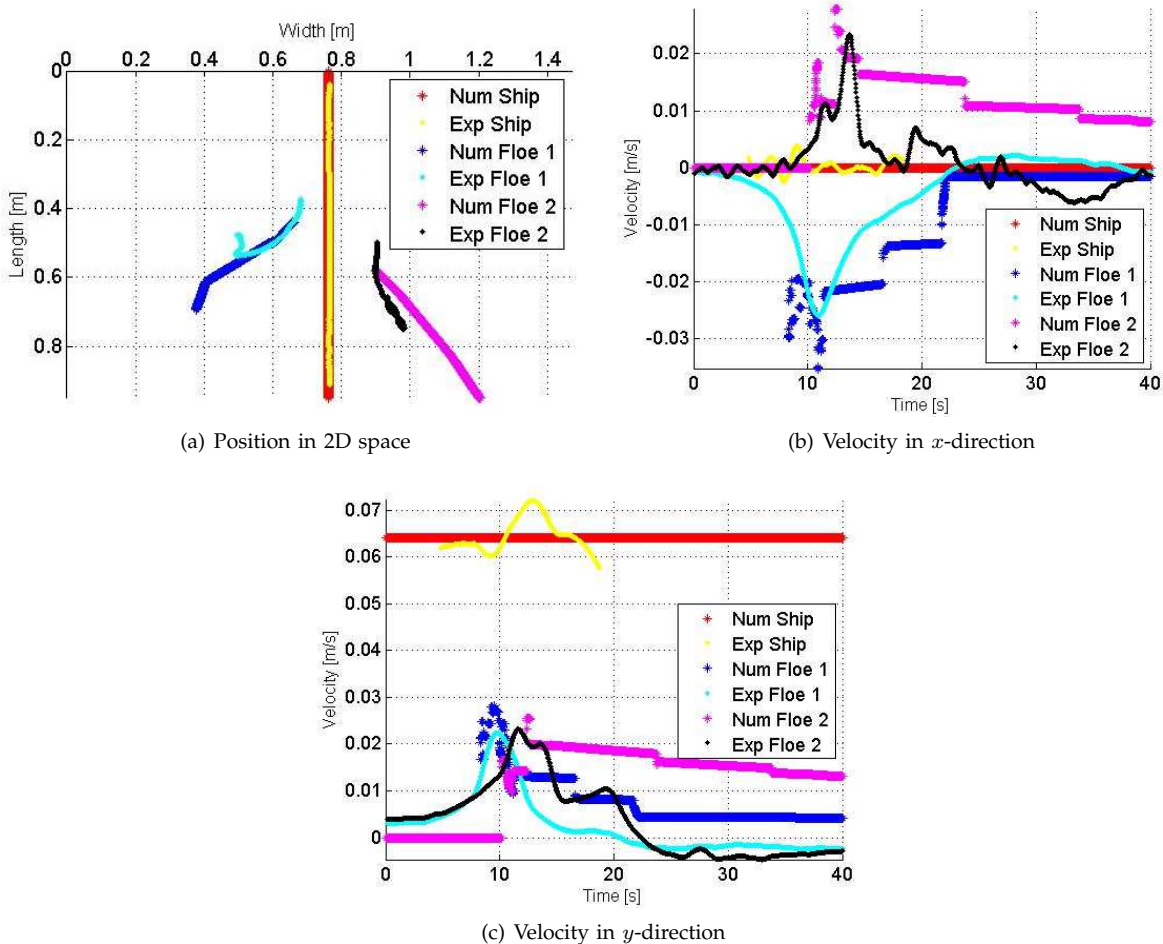 Width [m]
0 0.2 0.4 0.6 0.8 1 1.2 1.4
0
0.2
0.4
0.6
0.8
Length [m]
Num Ship
Exp Ship
Num Floe 1
Exp Floe 1
Num Floe 2
Exp Floe 2
(a) Position in 2D space
0.02
0.01
0
-0.01
-0.02
-0.03
Velocity [m/s]
Num Ship
Exp Ship
Num Floe 1
Exp Floe 1
Num Floe 2
Exp Floe 2
0 10 20 30 40
Time [s]
(b) Velocity in x-direction
0.07
0.06
0.05
0.04
0.03
0.02
0.01
0
Velocity [m/s]
Num Ship
Exp Ship
Num Floe 1
Exp Floe 1
Num Floe 2
Exp Floe 2
0 10 20 30 40
Time [s]
(c) Velocity in y-direction